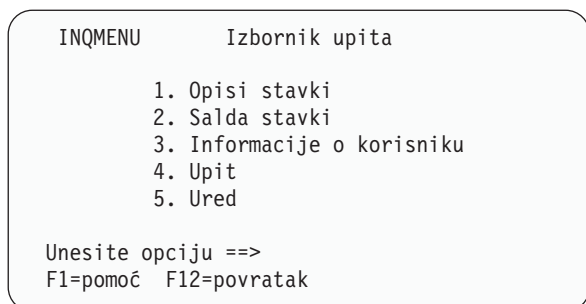 INQMENU Izbornik upita
1. Opisi stavki
2. Salda stavki
3. Informacije o korisniku
4. Upit
5. Ured
Unesite opciju ==>
F1=pomoć F12=povratak